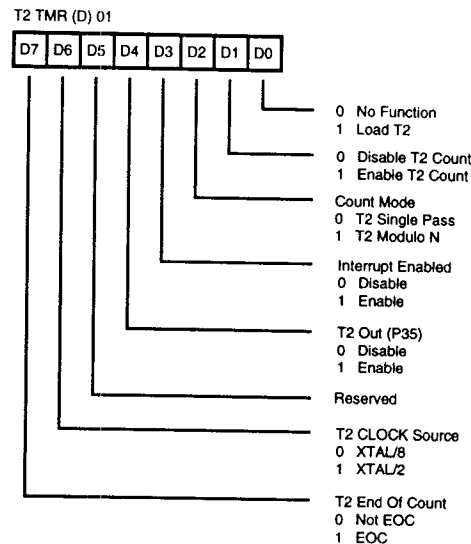 T2 TMR (D) 01
D7 D6 D5 D4 D3 D2 D1 D0
0 No Function
1 Load T2
0 Disable T2 Count
1 Enable T2 Count
Count Mode
0 T2 Single Pass
1 T2 Modulo N
Interrupt Enabled
0 Disable
1 Enable
T2 Out (P35)
0 Disable
1 Enable
Reserved
T2 CLOCK Source
0 XTAL/8
1 XTAL/2
T2 End Of Count
0 Not EOC
1 EOC